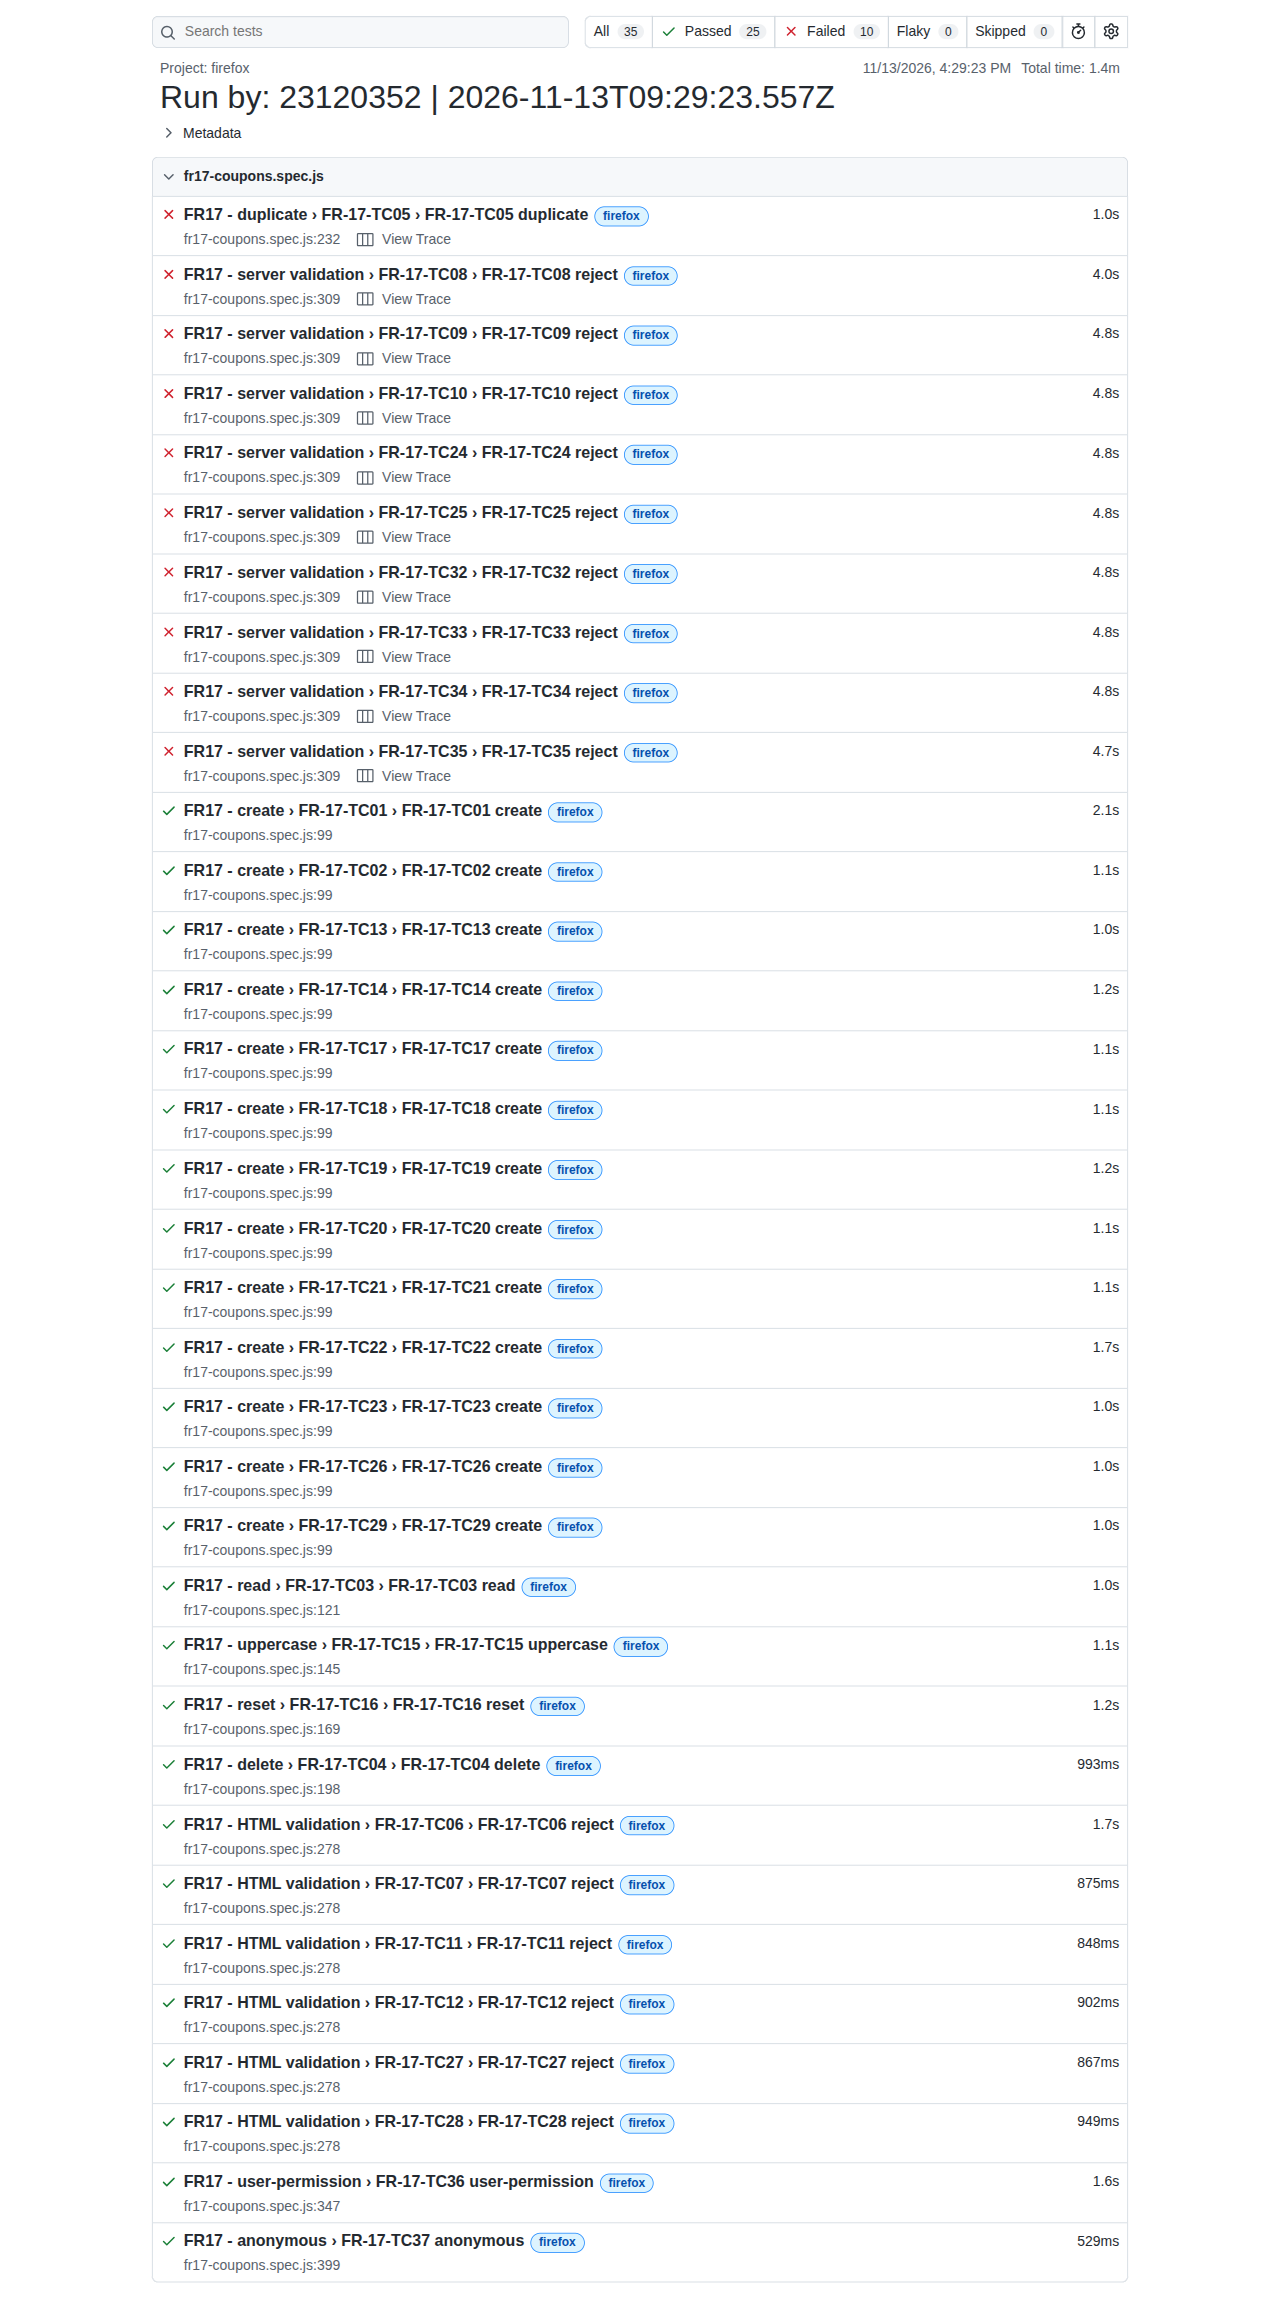 Search tests
All 35 Passed 25 Failed 10 Flaky 0 Skipped 0
Project: firefox 11/13/2026, 4:29:23 PM Total time: 1.4m
Run by: 23120352 | 2026-11-13T09:29:23.557Z
Metadata
fr17-coupons.spec.js
FR17 - duplicate › FR-17-TC05 › FR-17-TC05 duplicate firefox 1.0s
fr17-coupons.spec.js:232 View Trace
FR17 - server validation › FR-17-TC08 › FR-17-TC08 reject firefox 4.0s
fr17-coupons.spec.js:309 View Trace
FR17 - server validation › FR-17-TC09 › FR-17-TC09 reject firefox 4.8s
fr17-coupons.spec.js:309 View Trace
FR17 - server validation › FR-17-TC10 › FR-17-TC10 reject firefox 4.8s
fr17-coupons.spec.js:309 View Trace
FR17 - server validation › FR-17-TC24 › FR-17-TC24 reject firefox 4.8s
fr17-coupons.spec.js:309 View Trace
FR17 - server validation › FR-17-TC25 › FR-17-TC25 reject firefox 4.8s
fr17-coupons.spec.js:309 View Trace
FR17 - server validation › FR-17-TC32 › FR-17-TC32 reject firefox 4.8s
fr17-coupons.spec.js:309 View Trace
FR17 - server validation › FR-17-TC33 › FR-17-TC33 reject firefox 4.8s
fr17-coupons.spec.js:309 View Trace
FR17 - server validation › FR-17-TC34 › FR-17-TC34 reject firefox 4.8s
fr17-coupons.spec.js:309 View Trace
FR17 - server validation › FR-17-TC35 › FR-17-TC35 reject firefox 4.7s
fr17-coupons.spec.js:309 View Trace
FR17 - create › FR-17-TC01 › FR-17-TC01 create firefox 2.1s
fr17-coupons.spec.js:99
FR17 - create › FR-17-TC02 › FR-17-TC02 create firefox 1.1s
fr17-coupons.spec.js:99
FR17 - create › FR-17-TC13 › FR-17-TC13 create firefox 1.0s
fr17-coupons.spec.js:99
FR17 - create › FR-17-TC14 › FR-17-TC14 create firefox 1.2s
fr17-coupons.spec.js:99
FR17 - create › FR-17-TC17 › FR-17-TC17 create firefox 1.1s
fr17-coupons.spec.js:99
FR17 - create › FR-17-TC18 › FR-17-TC18 create firefox 1.1s
fr17-coupons.spec.js:99
FR17 - create › FR-17-TC19 › FR-17-TC19 create firefox 1.2s
fr17-coupons.spec.js:99
FR17 - create › FR-17-TC20 › FR-17-TC20 create firefox 1.1s
fr17-coupons.spec.js:99
FR17 - create › FR-17-TC21 › FR-17-TC21 create firefox 1.1s
fr17-coupons.spec.js:99
FR17 - create › FR-17-TC22 › FR-17-TC22 create firefox 1.7s
fr17-coupons.spec.js:99
FR17 - create › FR-17-TC23 › FR-17-TC23 create firefox 1.0s
fr17-coupons.spec.js:99
FR17 - create › FR-17-TC26 › FR-17-TC26 create firefox 1.0s
fr17-coupons.spec.js:99
FR17 - create › FR-17-TC29 › FR-17-TC29 create firefox 1.0s
fr17-coupons.spec.js:99
FR17 - read › FR-17-TC03 › FR-17-TC03 read firefox 1.0s
fr17-coupons.spec.js:121
FR17 - uppercase › FR-17-TC15 › FR-17-TC15 uppercase firefox 1.1s
fr17-coupons.spec.js:145
FR17 - reset › FR-17-TC16 › FR-17-TC16 reset firefox 1.2s
fr17-coupons.spec.js:169
FR17 - delete › FR-17-TC04 › FR-17-TC04 delete firefox 993ms
fr17-coupons.spec.js:198
FR17 - HTML validation › FR-17-TC06 › FR-17-TC06 reject firefox 1.7s
fr17-coupons.spec.js:278
FR17 - HTML validation › FR-17-TC07 › FR-17-TC07 reject firefox 875ms
fr17-coupons.spec.js:278
FR17 - HTML validation › FR-17-TC11 › FR-17-TC11 reject firefox 848ms
fr17-coupons.spec.js:278
FR17 - HTML validation › FR-17-TC12 › FR-17-TC12 reject firefox 902ms
fr17-coupons.spec.js:278
FR17 - HTML validation › FR-17-TC27 › FR-17-TC27 reject firefox 867ms
fr17-coupons.spec.js:278
FR17 - HTML validation › FR-17-TC28 › FR-17-TC28 reject firefox 949ms
fr17-coupons.spec.js:278
FR17 - user-permission › FR-17-TC36 user-permission firefox 1.6s
fr17-coupons.spec.js:347
FR17 - anonymous › FR-17-TC37 anonymous firefox 529ms
fr17-coupons.spec.js:399